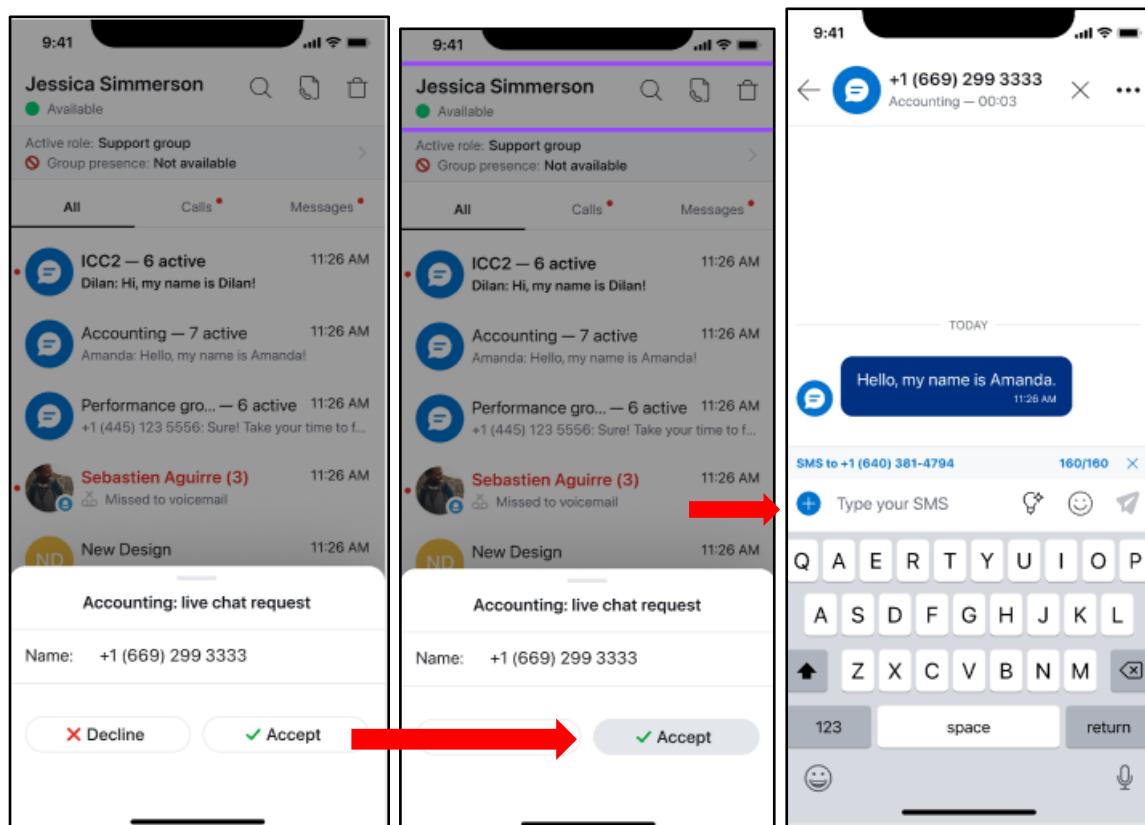 9:41
Jessica Simmerson
Available
Active role: Support group
Group presence: Not available
All Calls Messages
ICC2 — 6 active 11:26 AM
Dilan: Hi, my name is Dilan!
Accounting — 7 active 11:26 AM
Amanda: Hello, my name is Amanda!
Performance gro... — 6 active 11:26 AM
+1 (445) 123 5556: Sure! Take your time to f...
Sebastien Aguirre (3) 11:26 AM
Missed to voicemail
New Design 11:26 AM
ND
Accounting: live chat request
Name: +1 (669) 299 3333
Decline Accept
9:41
Jessica Simmerson
Available
Active role: Support group
Group presence: Not available
All Calls Messages
ICC2 — 6 active 11:26 AM
Dilan: Hi, my name is Dilan!
Accounting — 7 active 11:26 AM
Amanda: Hello, my name is Amanda!
Performance gro... — 6 active 11:26 AM
+1 (445) 123 5556: Sure! Take your time to f...
Sebastien Aguirre (3) 11:26 AM
Missed to voicemail
New Design 11:26 AM
ND
Accounting: live chat request
Name: +1 (669) 299 3333
Accept
9:41
+1 (669) 299 3333
Accounting — 00:03
TODAY
Hello, my name is Amanda.
11:26 AM
SMS to +1 (640) 381-4794 160/160
Type your SMS
Q A E R T Y U I O P
A S D F G H J K L
Z X C V B N M
123 space return